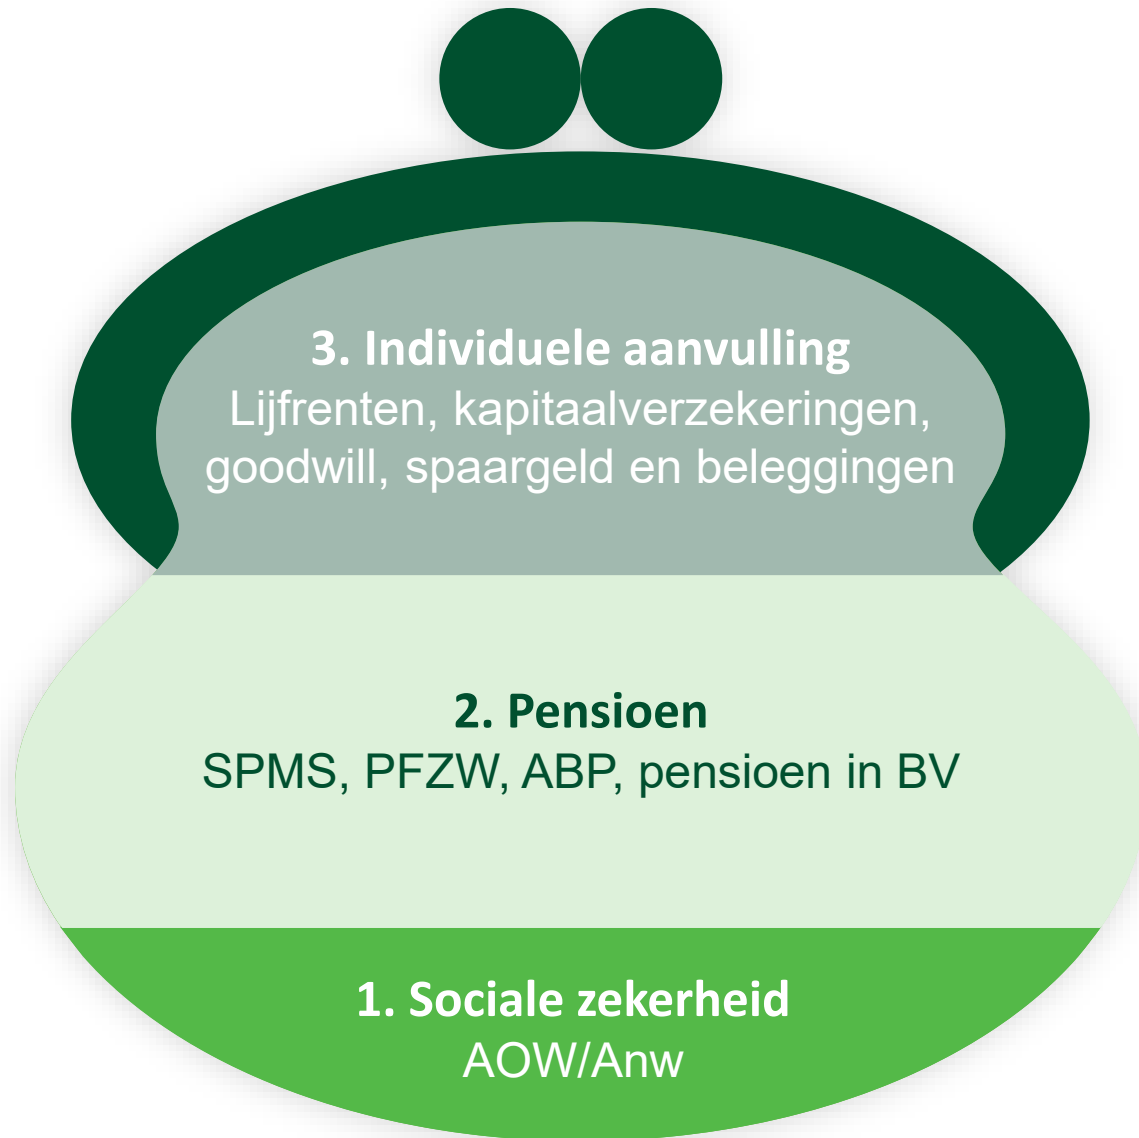 3. Individuele aanvulling
Lijfrenten, kapitaalverzekeringen,
goodwill, spaargeld en beleggingen
2. Pensioen
SPMS, PFZW, ABP, pensioen in BV
1. Sociale zekerheid
AOW/Anw